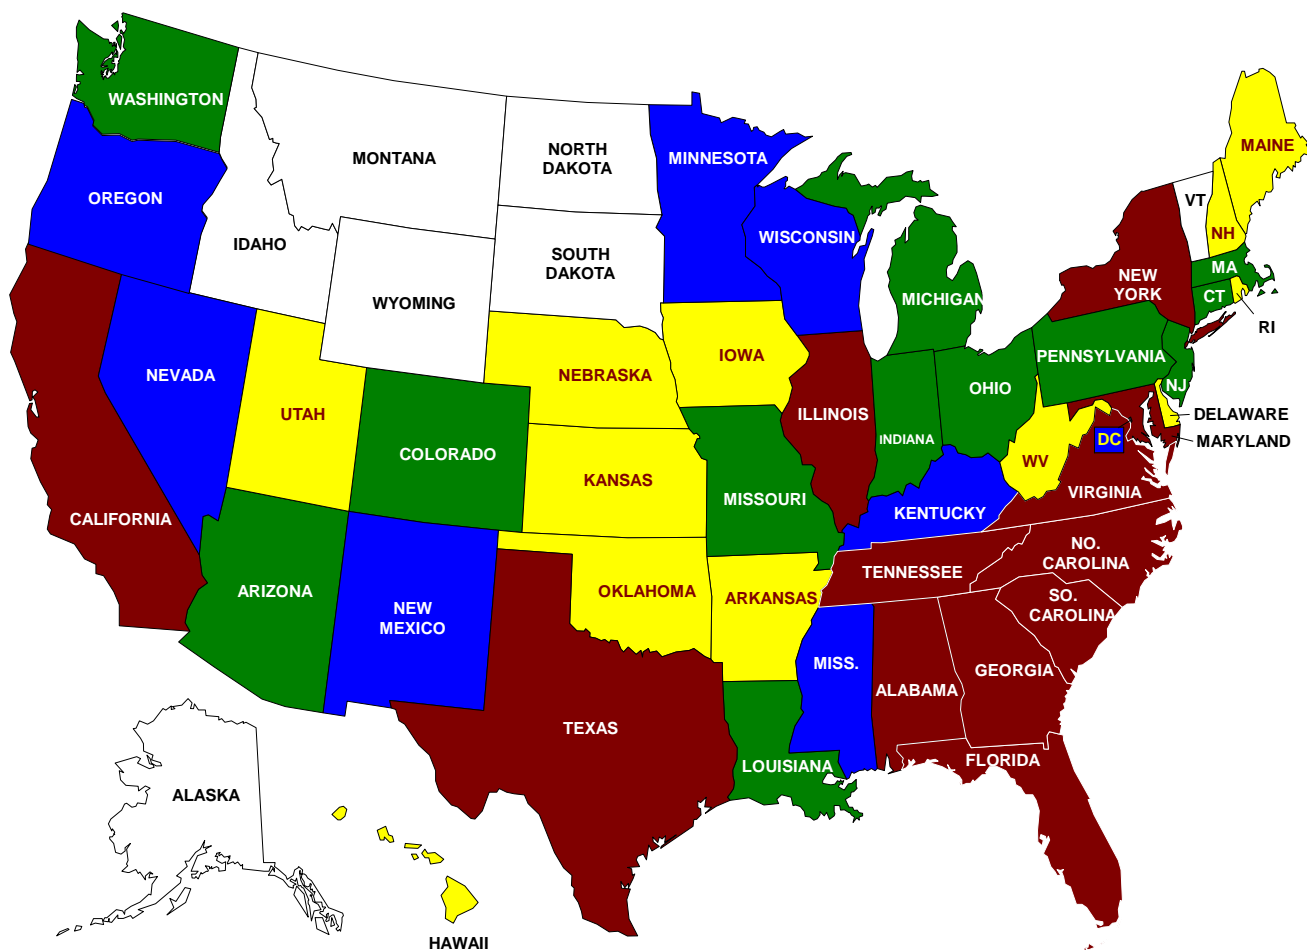 WASHINGTON
MONTANA
NORTH
DAKOTA
MINNESOTA
MAINE
OREGON
VT
NH
IDAHO
WISCONSIN
SOUTH
DAKOTA
MA
NEW
YORK
WYOMING
MICHIGAN
CT
RI
IOWA
PENNSYLVANIA
NEVADA
NEBRASKA
OHIO
NJ
UTAH
ILLINOIS
DELAWARE
INDIANA
DC
MARYLAND
COLORADO
WV
KANSAS
MISSOURI
VIRGINIA
KENTUCKY
CALIFORNIA
NO.
CAROLINA
TENNESSEE
ARIZONA
OKLAHOMA
ARKANSAS
SO.
CAROLINA
NEW
MEXICO
MISS.
GEORGIA
ALABAMA
TEXAS
FLORIDA
LOUISIANA
ALASKA
HAWAII